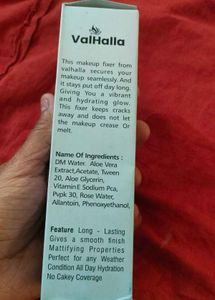 ValHalla
This makeup fixer from
valhalla secures your
makeup seamlessly. And
it stays put off day long.
Giving You a vibrant
and hydrating glow.
This fixer keeps cracks
away and does not let
the makeup crease Or
melt.
Name Of Ingredients :
DM Water, Aloe Vera
Extract,Acetate, Tween
20, Aloe Glycerin,
VitaminE Sodium Pca,
Pvpk 30, Rose Water,
Allantoin, Phenoxyethanol,
Feature Long - Lasting
Gives a smooth finish
Mattifying Properties
Perfect for any Weather
Condition All Day Hydration
No Cakey Coverage